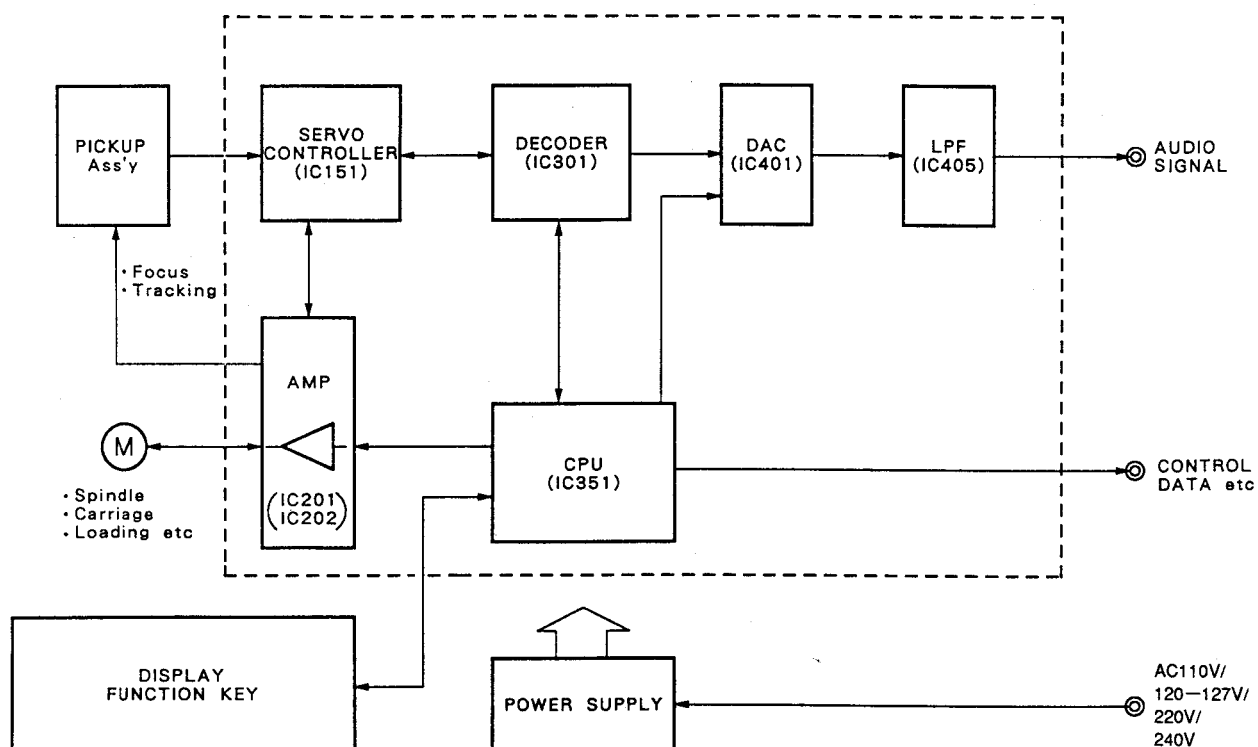 PICKUP
Ass'y
SERVO
CONTROLLER
(IC151)
DECODER
(IC301)
DAC
(IC401)
LPF
(IC405)
AUDIO
SIGNAL
• Focus
• Tracking
AMP
(IC201
IC202)
M
• Spindle
• Carriage
• Loading etc
CPU
(IC351)
CONTROL
DATA etc
DISPLAY
FUNCTION KEY
POWER SUPPLY
AC110V/
120—127V/
220V/
240V